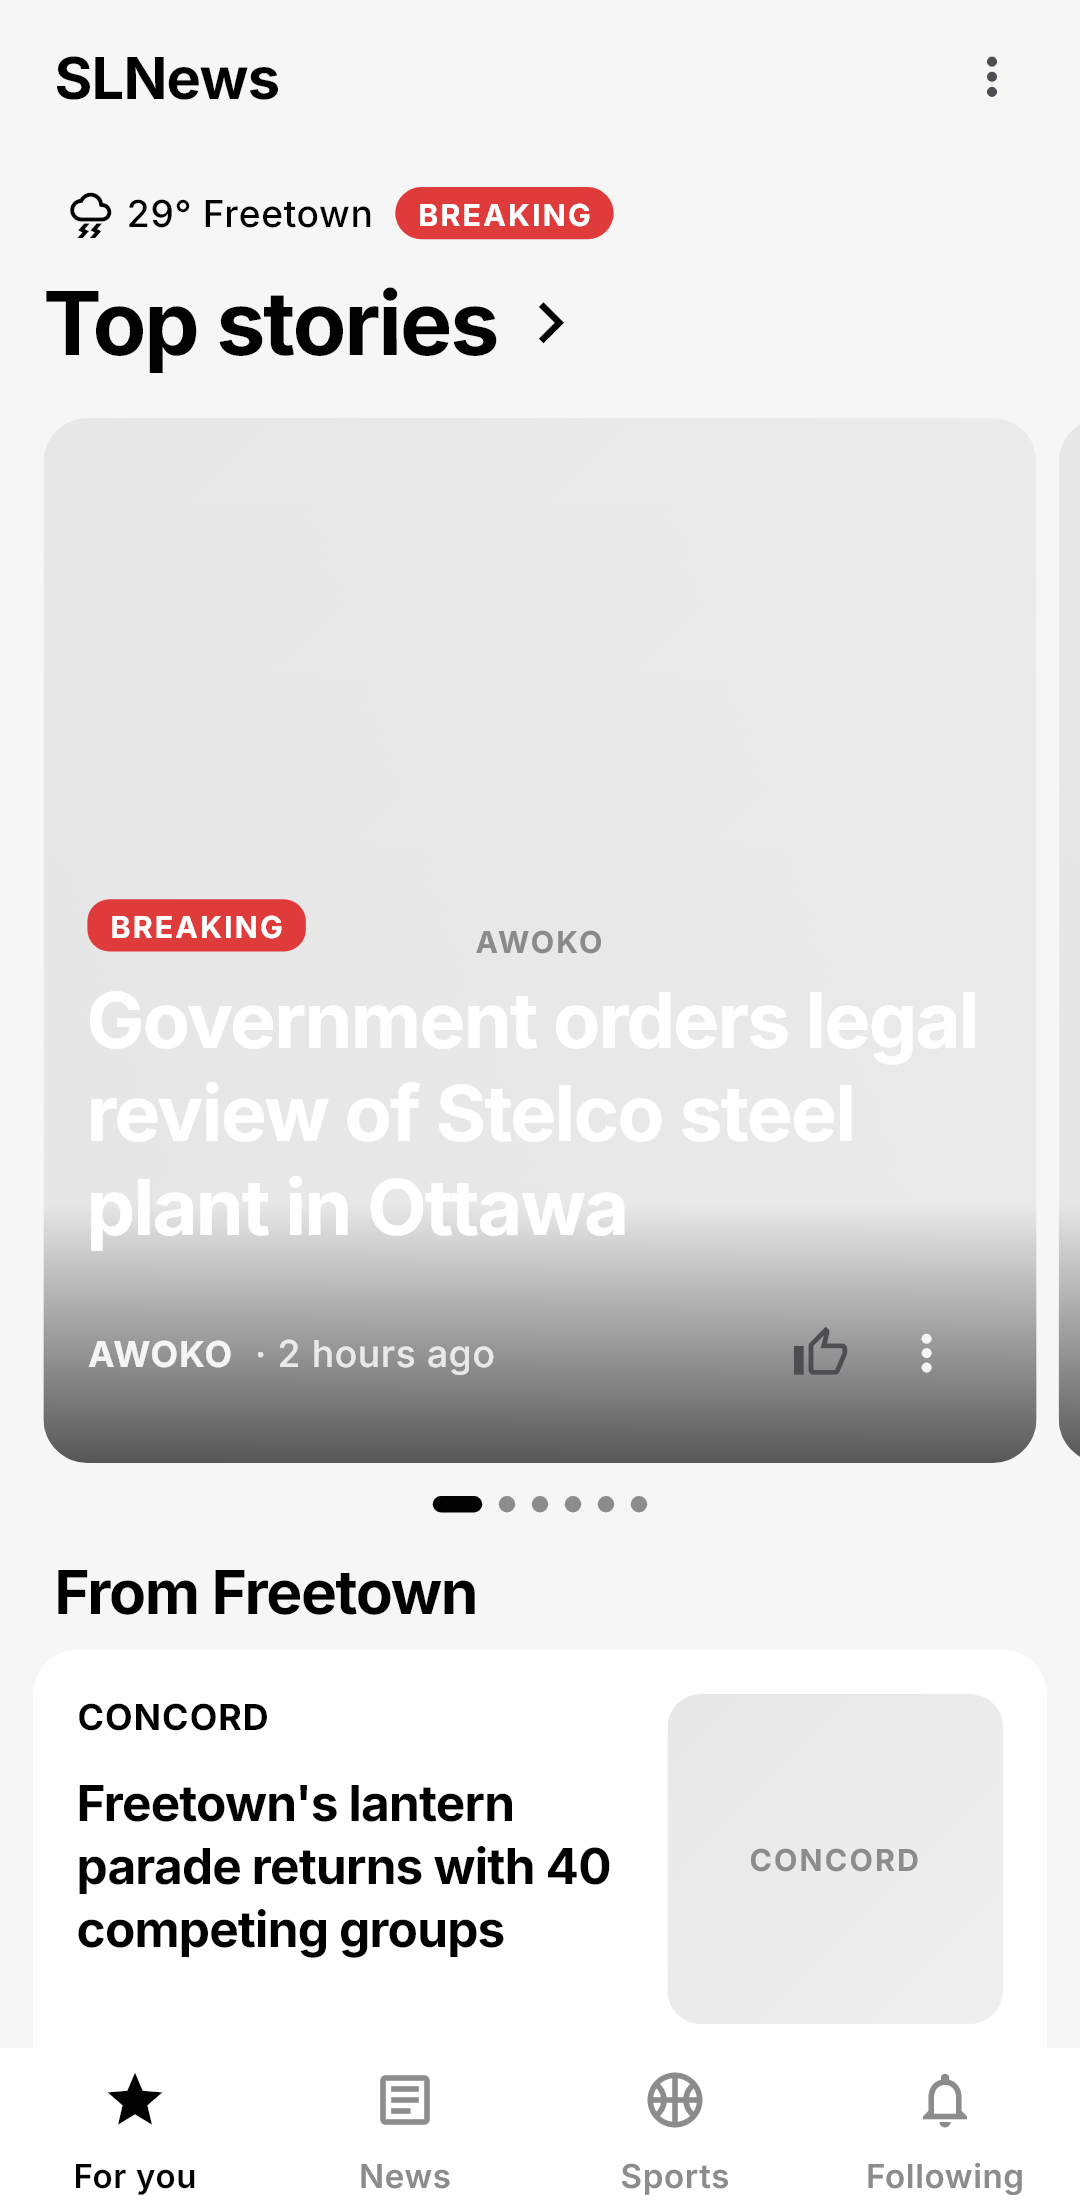 SLNews
29° Freetown
BREAKING
Top stories
BREAKING
AWOKO
Government orders legal
review of Stelco steel
plant in Ottawa
AWOKO · 2 hours ago
From Freetown
CONCORD
Freetown's lantern
parade returns with 40
competing groups
CONCORD
For you
News
Sports
Following